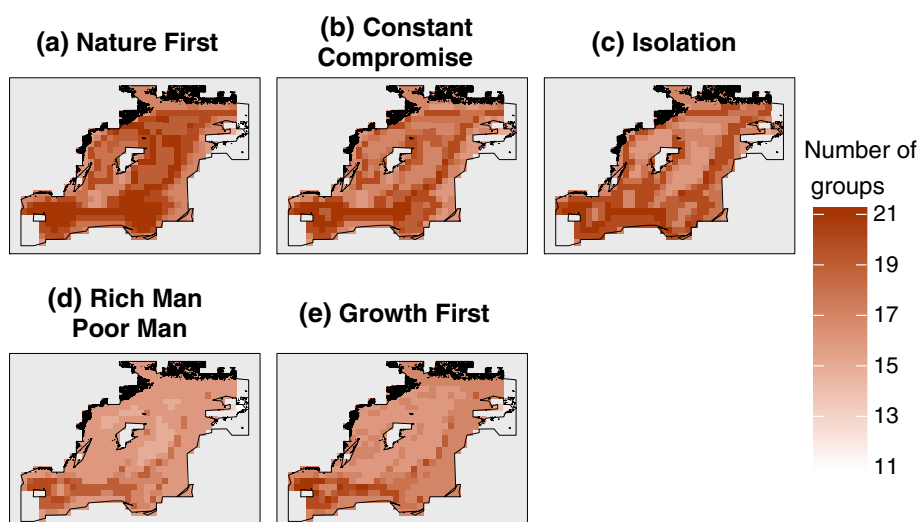 (a) Nature First
(b) Constant
Compromise
(c) Isolation
(d) Rich Man
Poor Man
(e) Growth First
Number of
groups
21
19
17
15
13
11